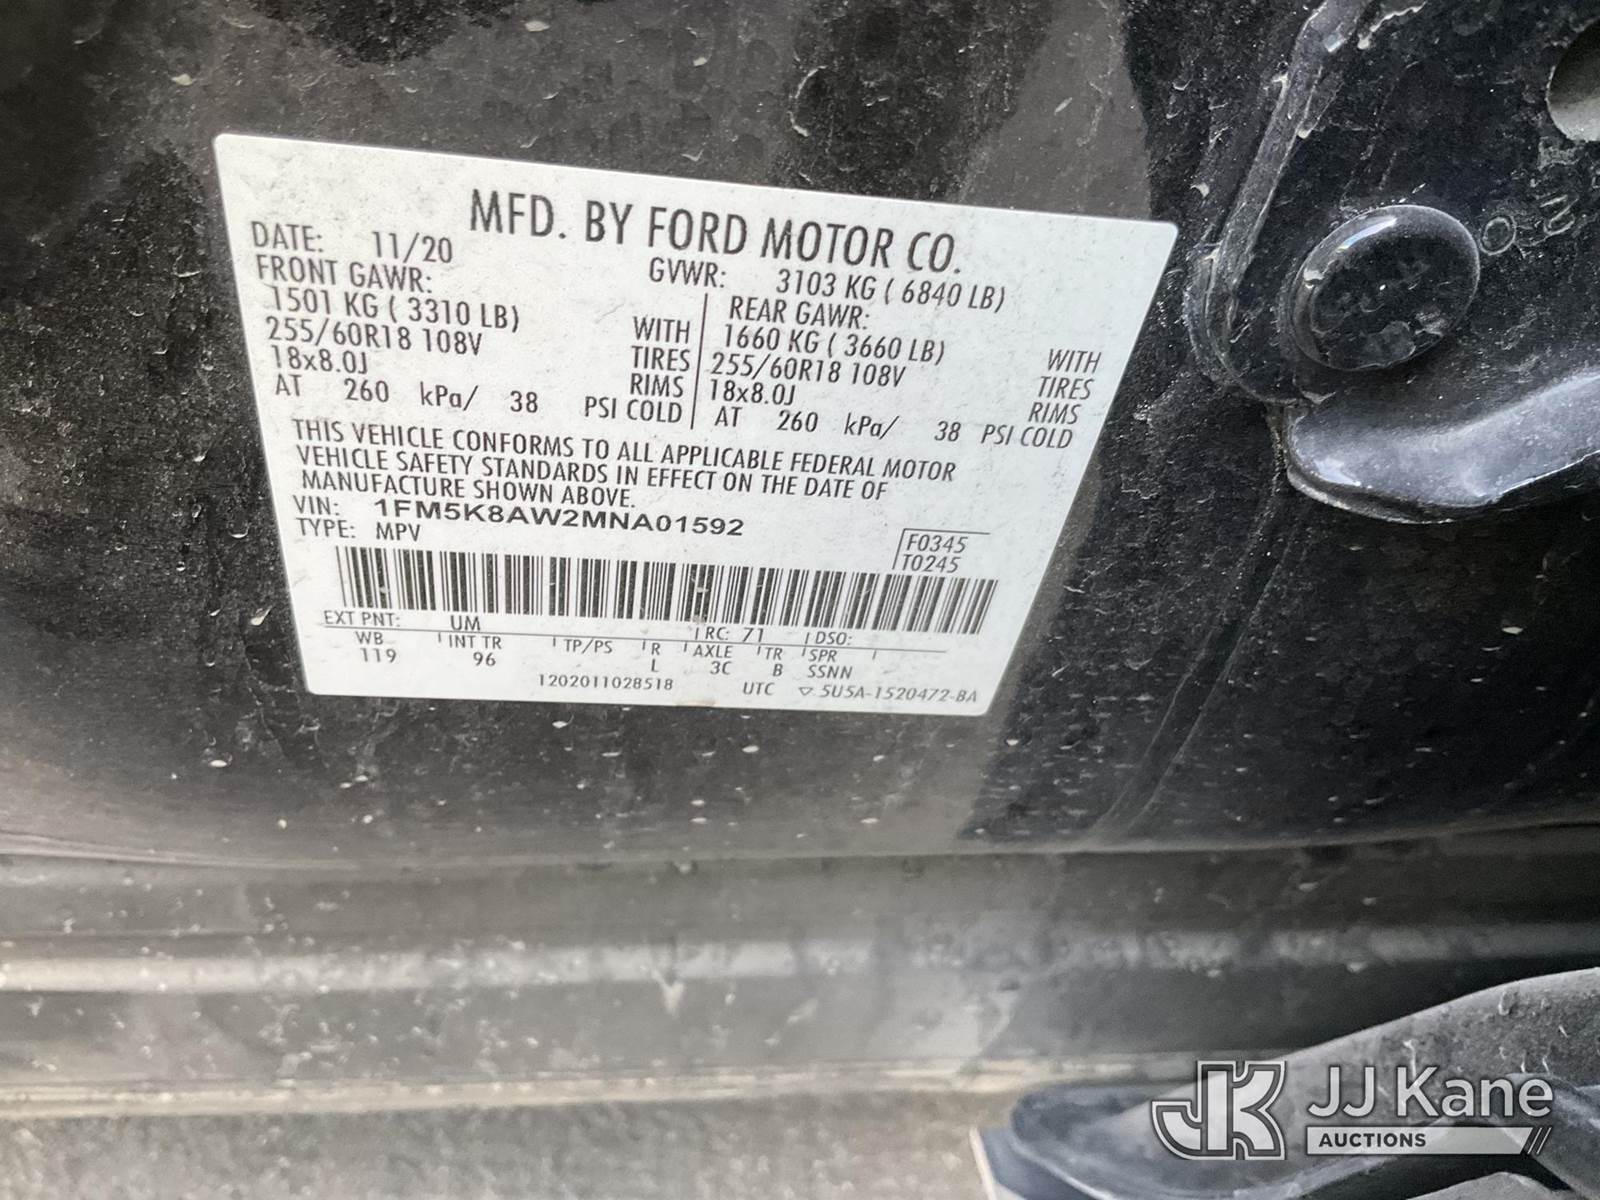 MFD. BY FORD MOTOR CO.
DATE: 11/20 GVWR: 3103 KG ( 6840 LB)
FRONT GAWR: REAR GAWR:
1501 KG ( 3310 LB) WITH 1660 KG ( 3660 LB) WITH
255/60R18 108V TIRES 255/60R18 108V TIRES
18x8.0J RIMS 18x8.0J RIMS
AT 260 kPa/ 38 PSI COLD AT 260 kPa/ 38 PSI COLD
THIS VEHICLE CONFORMS TO ALL APPLICABLE FEDERAL MOTOR
VEHICLE SAFETY STANDARDS IN EFFECT ON THE DATE OF
MANUFACTURE SHOWN ABOVE.
VIN: 1FM5K8AW2MNA01592
TYPE: MPV
F0345
T0245
EXT PNT: UM RC: 71 DSO:
WB INT TR TP/PS R AXLE TR SPR
119 96 L 3C B SSNN
1202011028518 UTC ▽ 5U5A-1520472-BA
JK JJ Kane
AUCTIONS